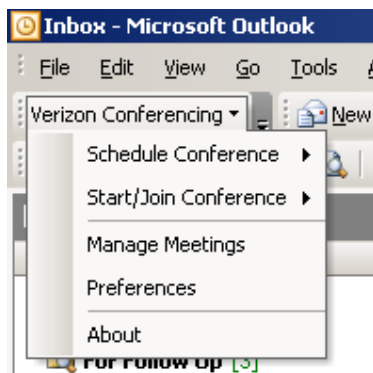 Inbox - Microsoft Outlook
File Edit View Go Tools
Verizon Conferencing New
Schedule Conference
Start/Join Conference
Manage Meetings
Preferences
About
For Follow Up [3]